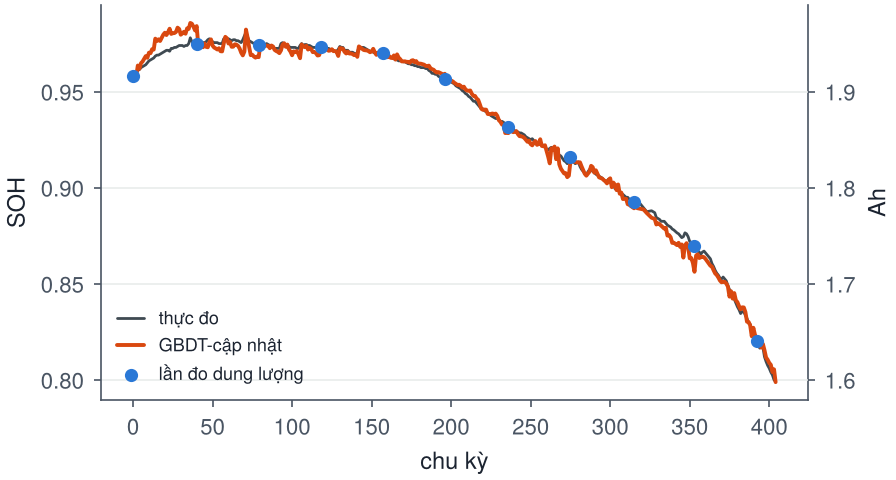 SOH
0.95
0.90
0.85
0.80
1.9
1.8
1.7
1.6
Ah
thực đo
GBDT-cập nhật
lần đo dung lượng
0 50 100 150 200 250 300 350 400
chu kỳ